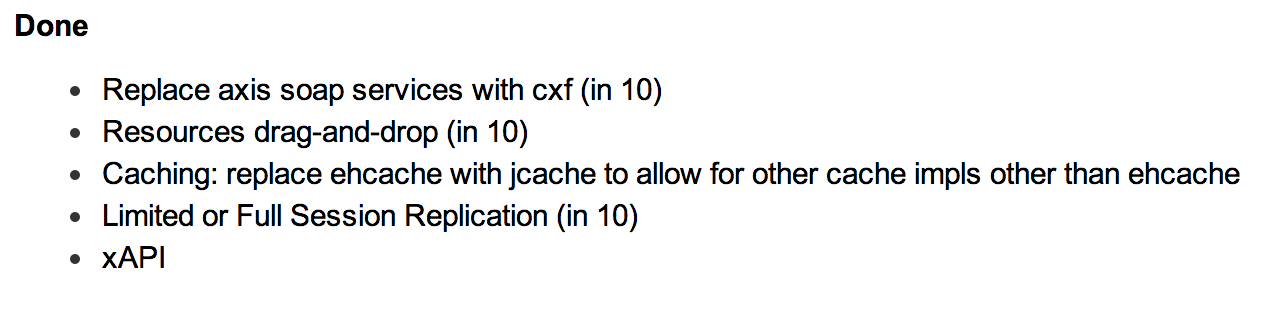 Done
Replace axis soap services with cxf (in 10)
Resources drag-and-drop (in 10)
Caching: replace ehcache with jcache to allow for other cache impls other than ehcache
Limited or Full Session Replication (in 10)
xAPI